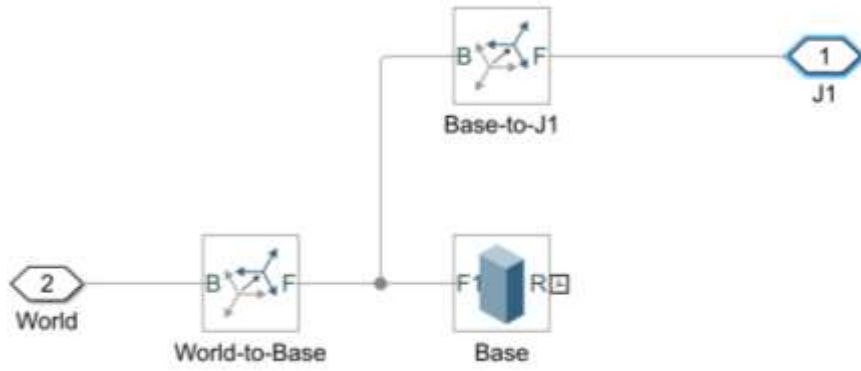 B F
Base-to-J1
1
J1
2
World
B F
World-to-Base
F1 R
Base